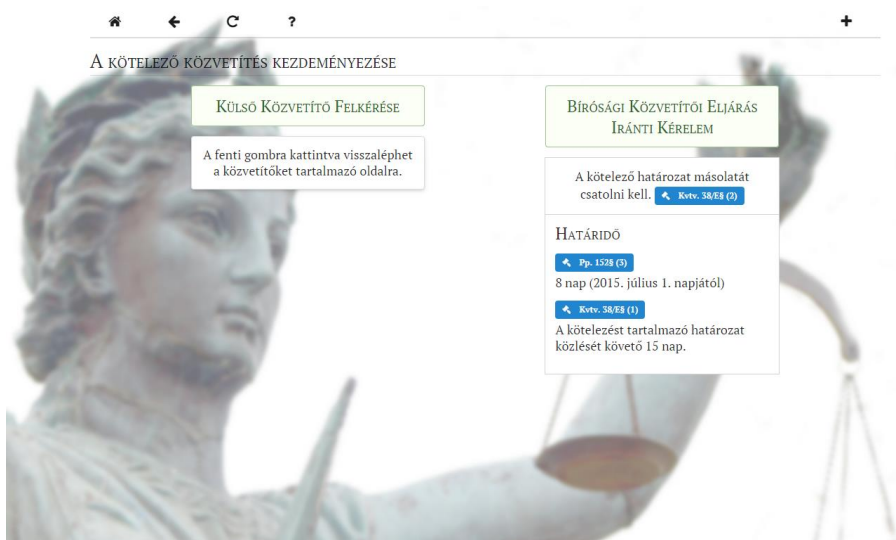 ?
A kötelező közvetítés kezdeményezése
Külső Közvetítő Felkérése
A fenti gombra kattintva visszaléphet
a közvetítőket tartalmazó oldalra.
Bírósági Közvetítői Eljárás
Iránti Kérelem
A kötelező határozat másolatát
csatolni kell. Kvtv. 38/E§ (2)
Határidő
Pp. 152§ (3)
8 nap (2015. július 1. napjától)
Kvtv. 38/E§ (1)
A kötelezést tartalmazó határozat
közlését követő 15 nap.